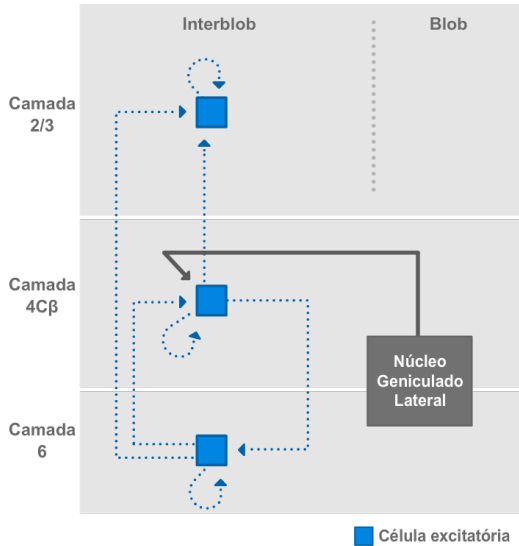 Interblob
Blob
Camada
2/3
Camada
4Cβ
Núcleo
Geniculado
Lateral
Camada
6
Célula excitatória